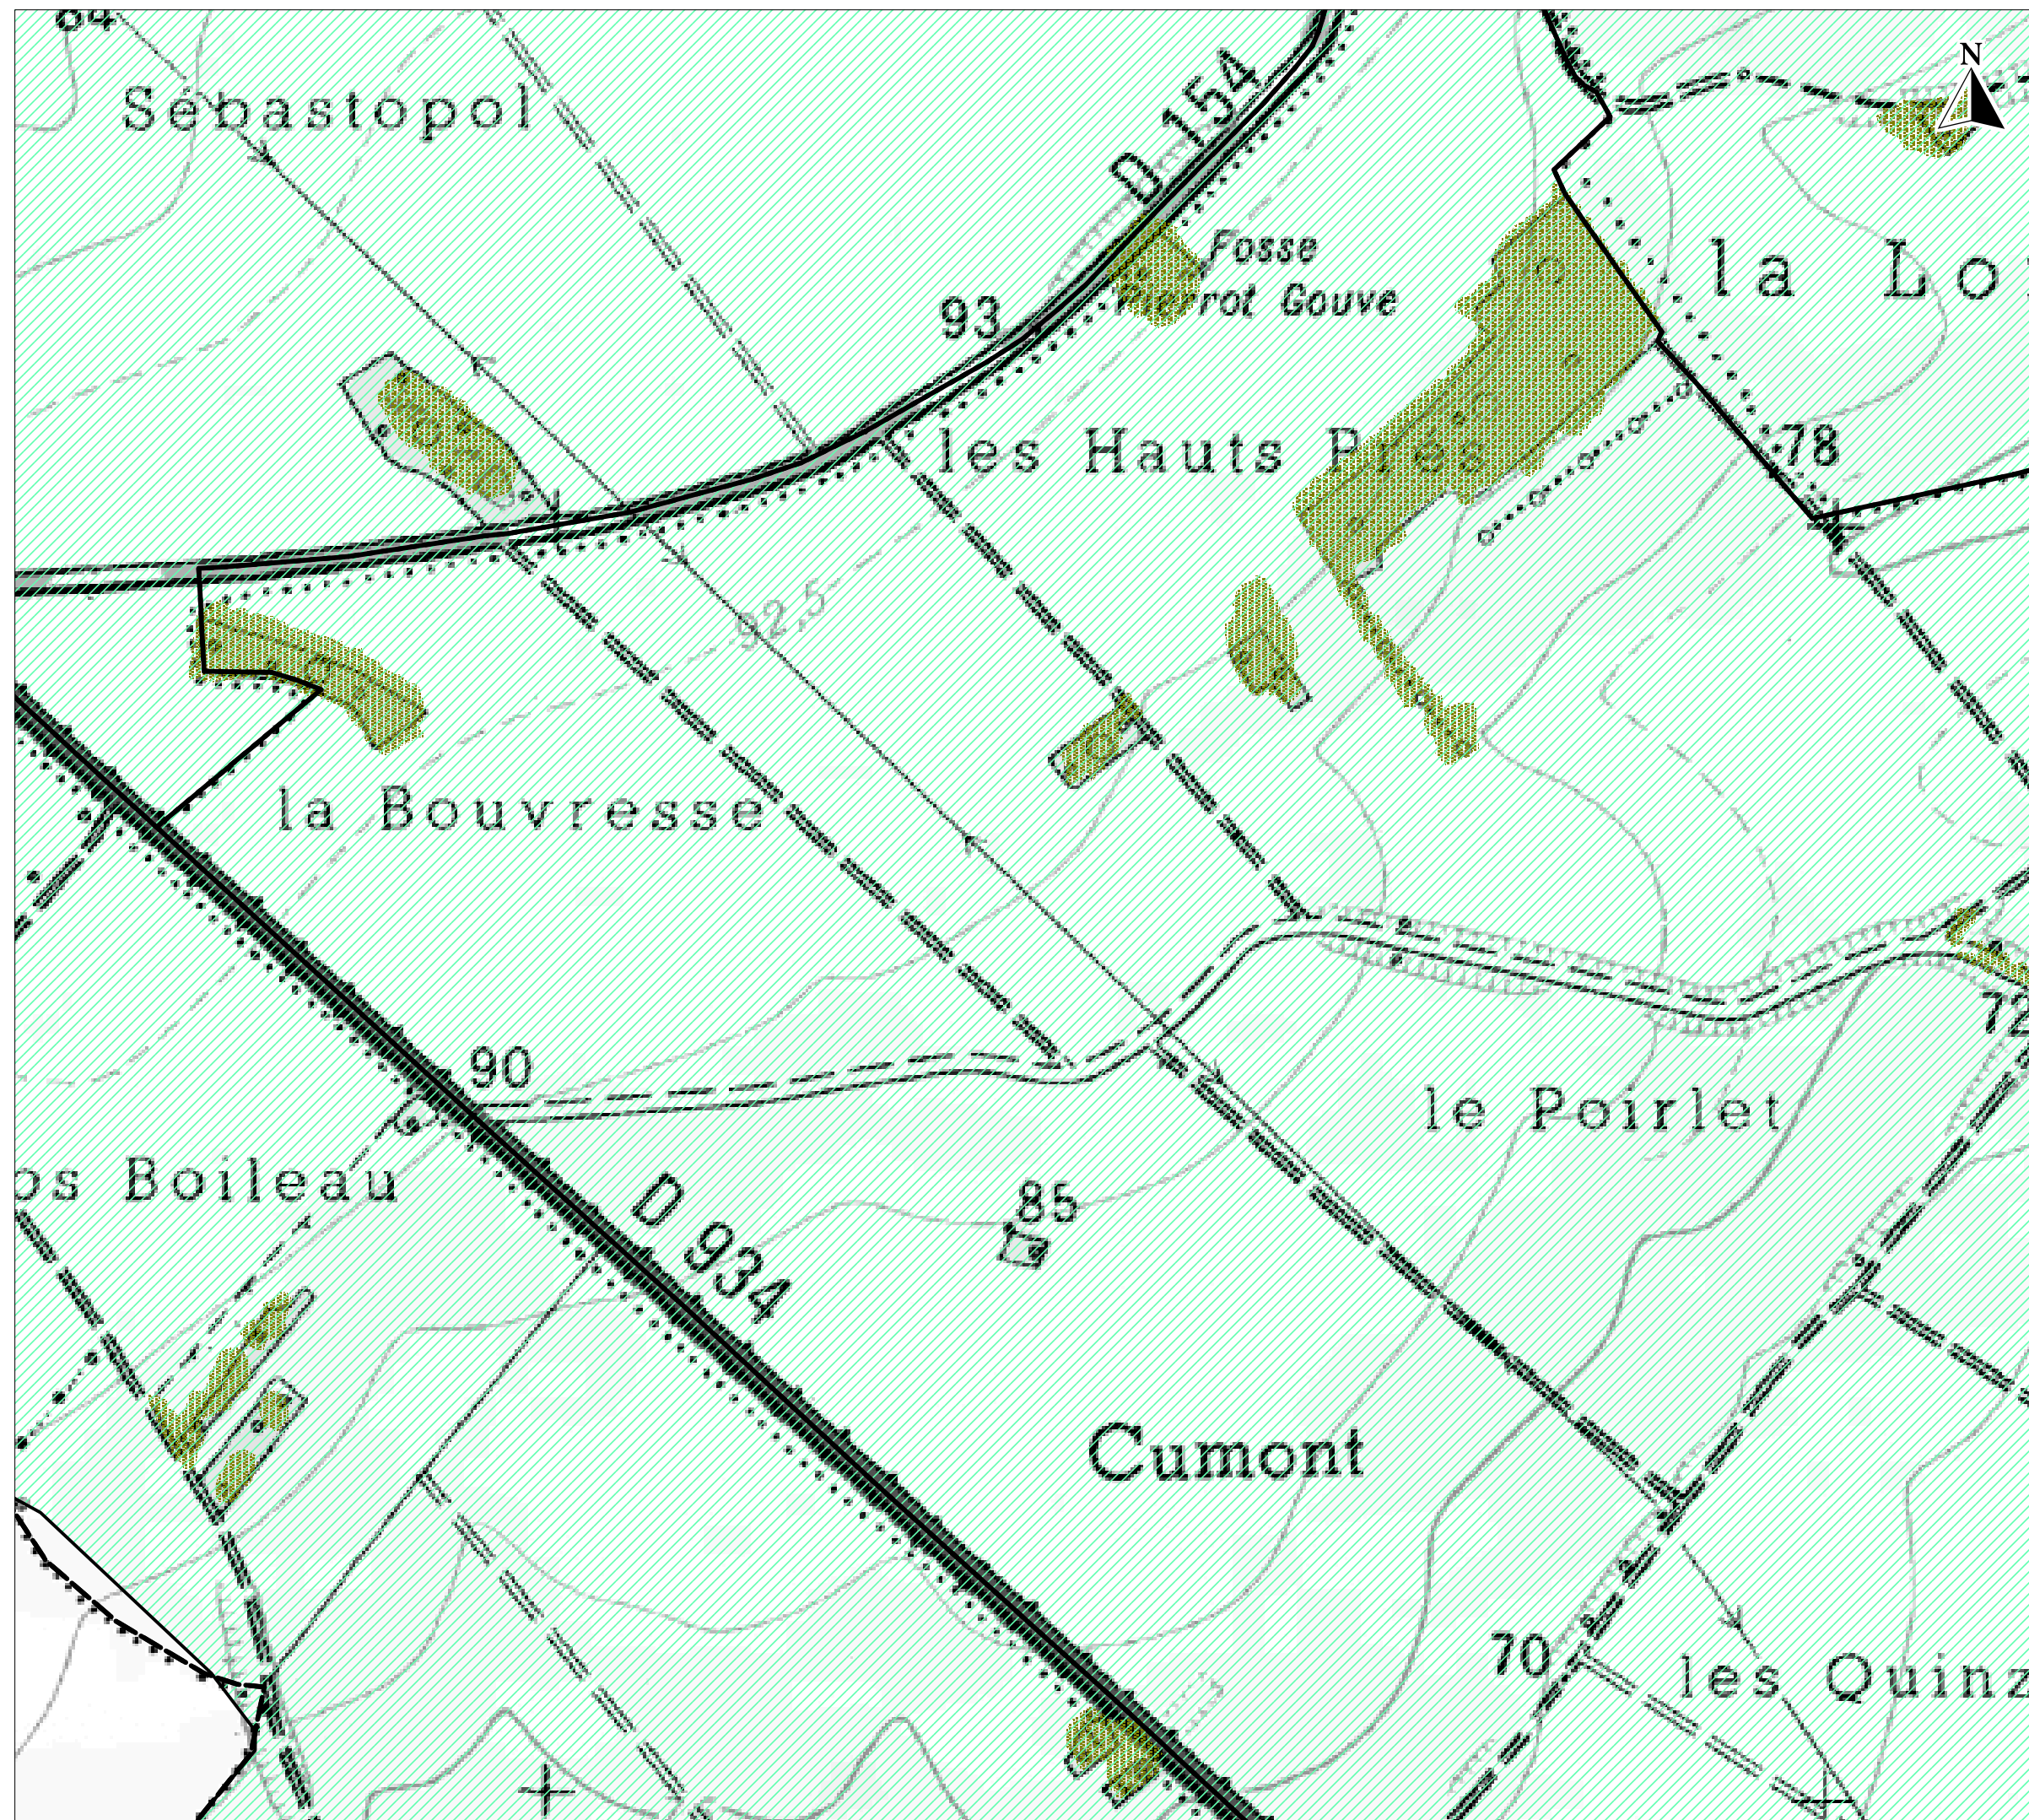 64
N
Sébastopol
D 154
Fosse
Pierrot Gouve
la Lo
93
les Hauts Prés
78
92,5
la Bouvresse
72
90
le Poirlet
os Boileau
85
D 934
Cumont
70
les Quinz